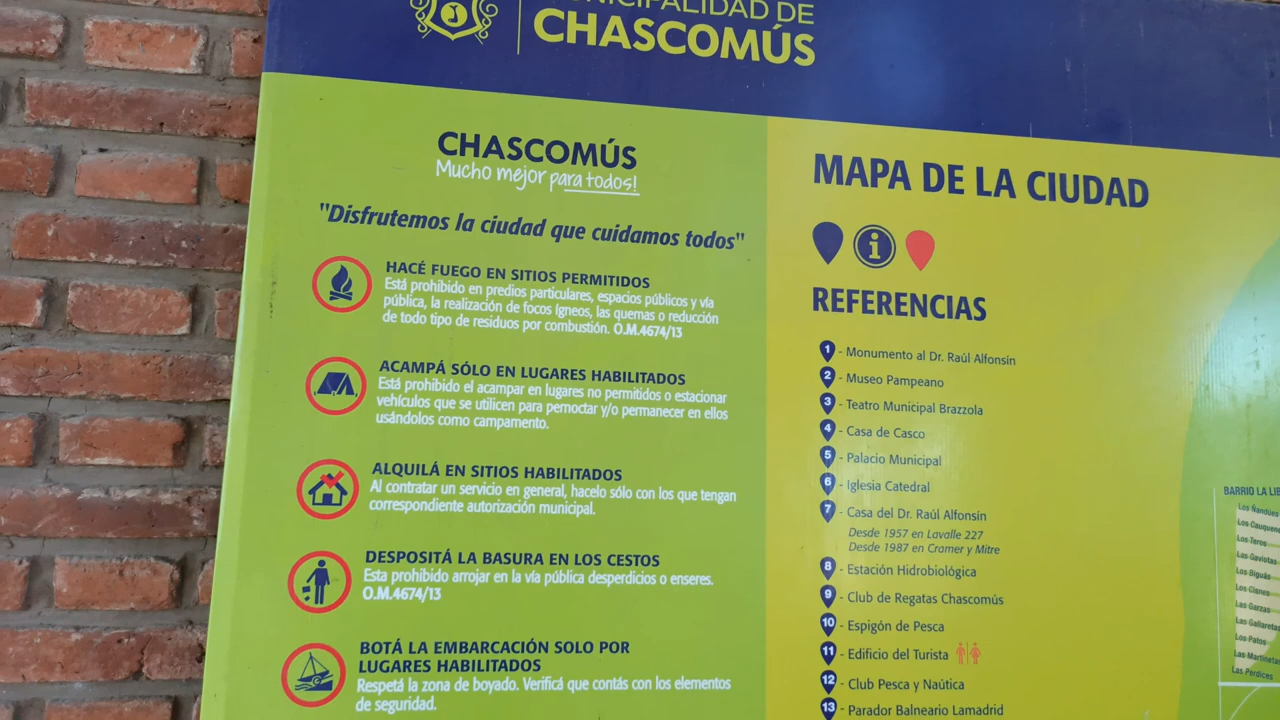 MUNICIPALIDAD DE
CHASCOMÚS
CHASCOMÚS
Mucho mejor para todos!
"Disfrutemos la ciudad que cuidamos todos"
HACÉ FUEGO EN SITIOS PERMITIDOS
Está prohibido en predios particulares, espacios públicos y vía
pública, la realización de focos ígneos, las quemas o reducción
de todo tipo de residuos por combustión. O.M.4674/13
ACAMPÁ SÓLO EN LUGARES HABILITADOS
Está prohibido el acampar en lugares no permitidos o estacionar
vehículos que se utilicen para pernoctar y/o permanecer en ellos
usándolos como campamento.
ALQUILÁ EN SITIOS HABILITADOS
Al contratar un servicio en general, hacelo sólo con los que tengan
correspondiente autorización municipal.
DESPOSITÁ LA BASURA EN LOS CESTOS
Esta prohibido arrojar en la vía pública desperdicios o enseres.
O.M.4674/13
BOTÁ LA EMBARCACIÓN SOLO POR
LUGARES HABILITADOS
Respetá la zona de boyado. Verificá que contás con los elementos
de seguridad.
MAPA DE LA CIUDAD
i
REFERENCIAS
1 - Monumento al Dr. Raúl Alfonsín
2 - Museo Pampeano
3 - Teatro Municipal Brazzola
4 - Casa de Casco
5 - Palacio Municipal
6 - Iglesia Catedral
7 - Casa del Dr. Raúl Alfonsín
Desde 1957 en Lavalle 227
Desde 1987 en Cramer y Mitre
8 - Estación Hidrobiológica
9 - Club de Regatas Chascomús
10 - Espigón de Pesca
11 - Edificio del Turista
12 - Club Pesca y Naútica
13 - Parador Balneario Lamadrid
BARRIO LA LIB
Los Ñandúes
Los Cauquene
Los Teros
Las Gaviotas
Los Biguás
Los Cisnes
Las Garzas
Las Gallaretas
Los Patos
Las Martinetas
Las Perdices